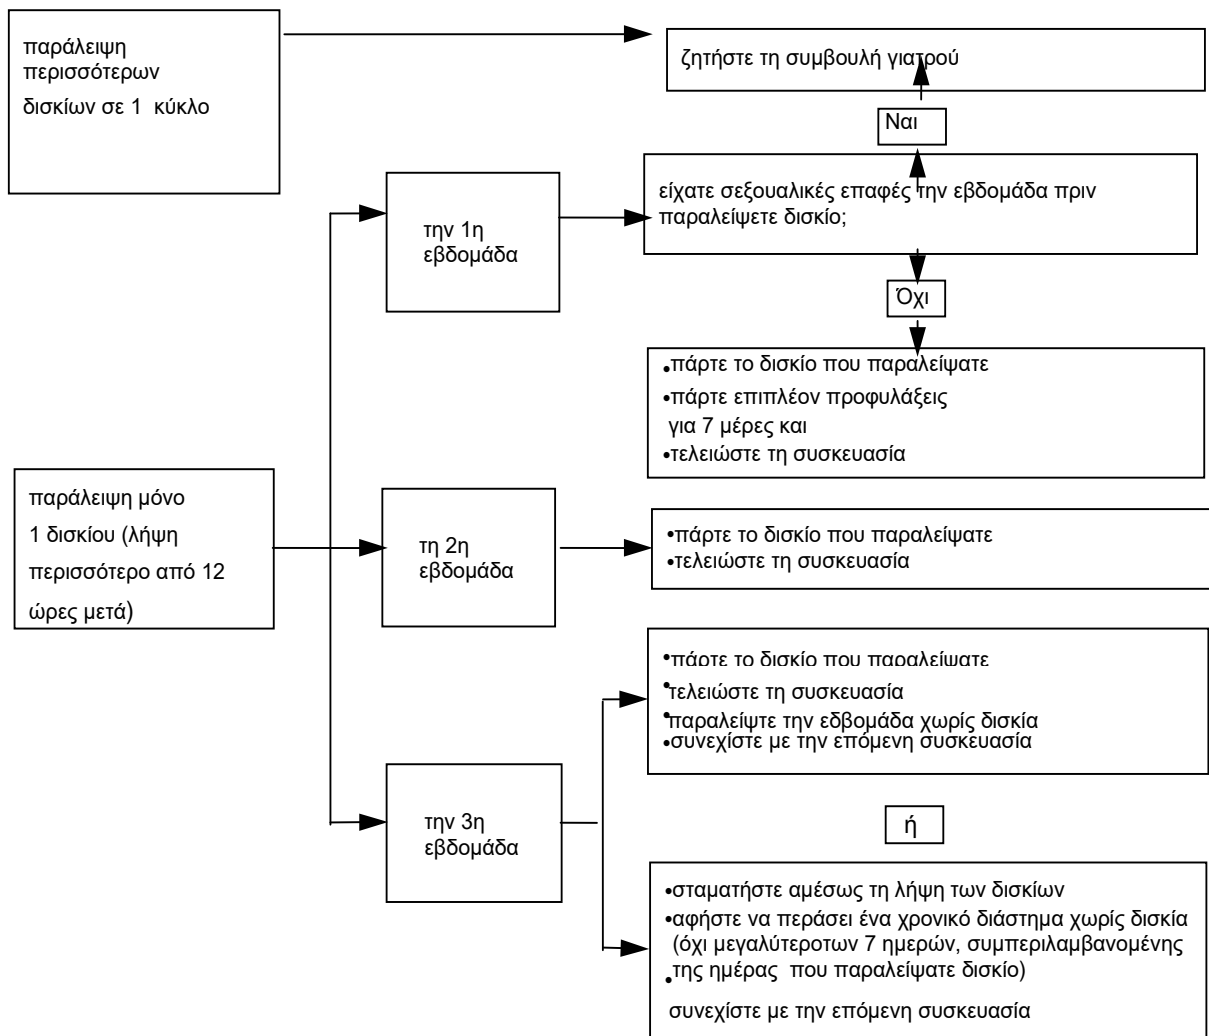 παράλειψη
περισσότερων
δισκίων σε 1 κύκλο
ζητήστε τη συμβουλή γιατρού
Ναι
είχατε σεξουαλικές επαφές την εβδομάδα πριν
παραλείψετε δισκίο;
την 1η
εβδομάδα
Όχι
•πάρτε το δισκίο που παραλείψατε
•πάρτε επιπλέον προφυλάξεις
για 7 μέρες και
•τελειώστε τη συσκευασία
παράλειψη μόνο
1 δισκίου (λήψη
περισσότερο από 12
ώρες μετά)
τη 2η
εβδομάδα
•πάρτε το δισκίο που παραλείψατε
•τελειώστε τη συσκευασία
•πάρτε το δισκίο που παραλείψατε
•τελειώστε τη συσκευασία
•παραλείψτε την εδβομάδα χωρίς δισκία
•συνεχίστε με την επόμενη συσκευασία
την 3η
εβδομάδα
ή
•σταματήστε αμέσως τη λήψη των δισκίων
•αφήστε να περάσει ένα χρονικό διάστημα χωρίς δισκία
(όχι μεγαλύτεροτων 7 ημερών, συμπεριλαμβανομένης
της ημέρας που παραλείψατε δισκίο)
•
συνεχίστε με την επόμενη συσκευασία